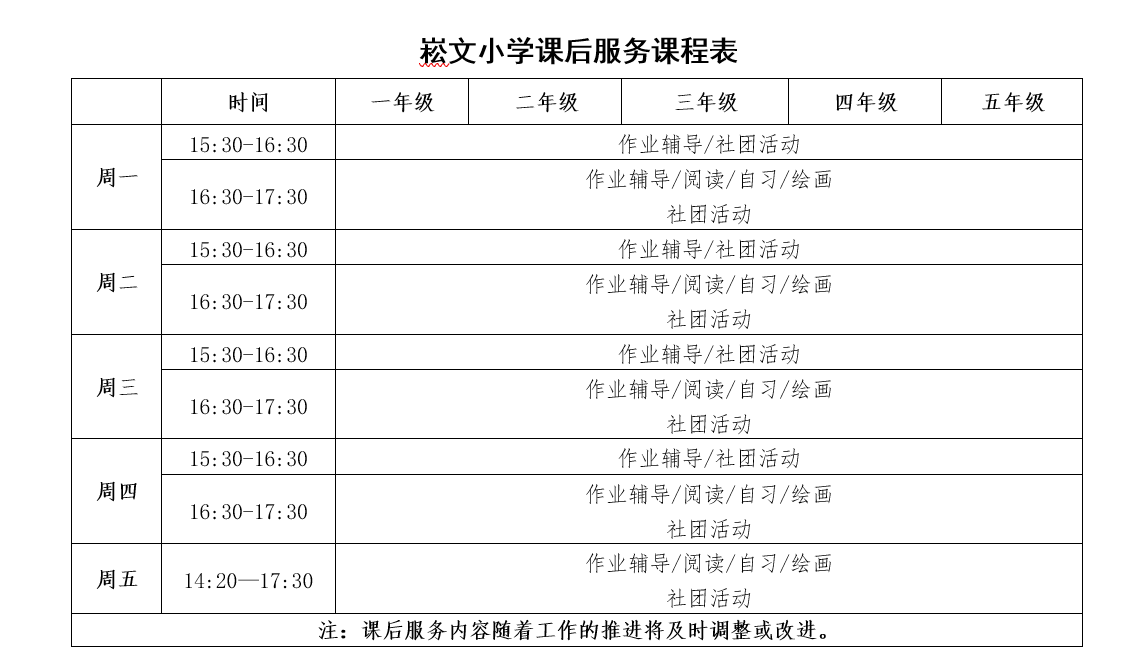 崧文小学课后服务课程表
时间 一年级 二年级 三年级 四年级 五年级
周一
15:30-16:30 作业辅导/社团活动
16:30-17:30 作业辅导/阅读/自习/绘画
社团活动
周二
15:30-16:30 作业辅导/社团活动
16:30-17:30 作业辅导/阅读/自习/绘画
社团活动
周三
15:30-16:30 作业辅导/社团活动
16:30-17:30 作业辅导/阅读/自习/绘画
社团活动
周四
15:30-16:30 作业辅导/社团活动
16:30-17:30 作业辅导/阅读/自习/绘画
社团活动
周五
14:20—17:30 作业辅导/阅读/自习/绘画
社团活动
注：课后服务内容随着工作的推进将及时调整或改进。